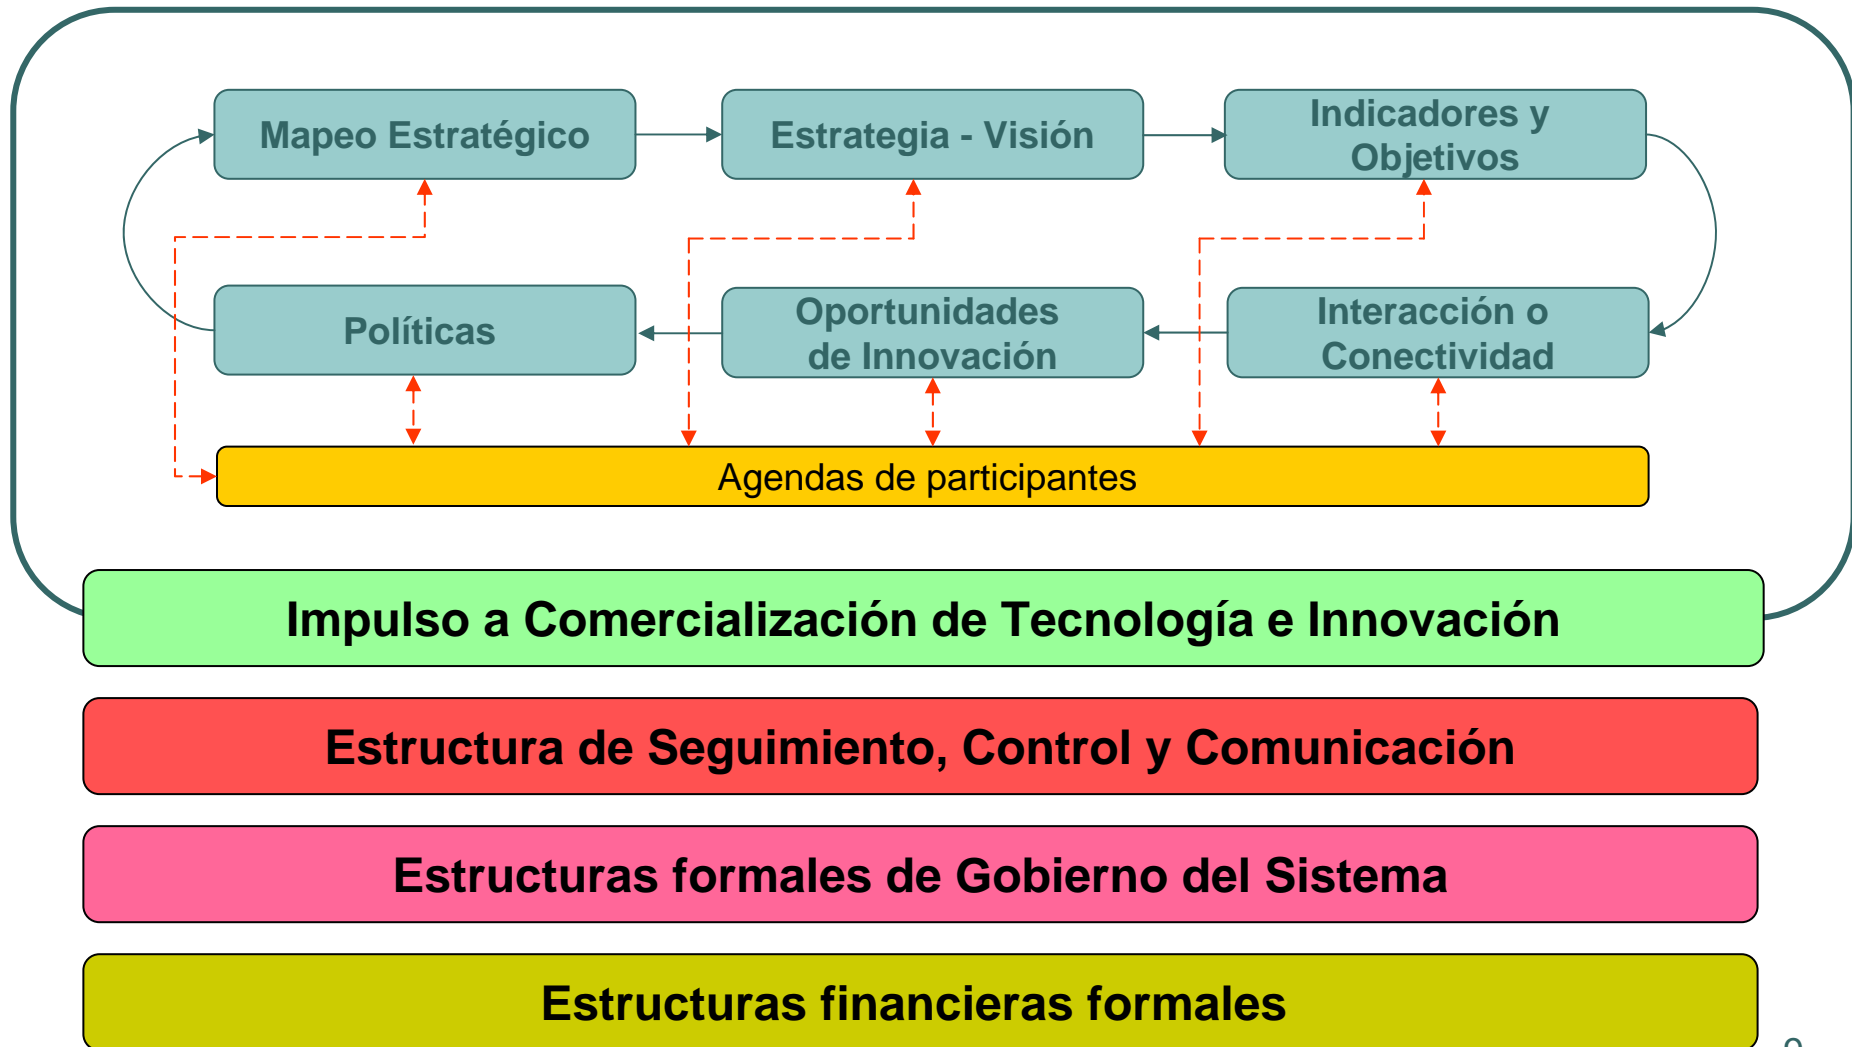 Mapeo Estratégico
Estrategia - Visión
Indicadores y
Objetivos
Políticas
Oportunidades
de Innovación
Interacción o
Conectividad
Agendas de participantes
Impulso a Comercialización de Tecnología e Innovación
Estructura de Seguimiento, Control y Comunicación
Estructuras formales de Gobierno del Sistema
Estructuras financieras formales